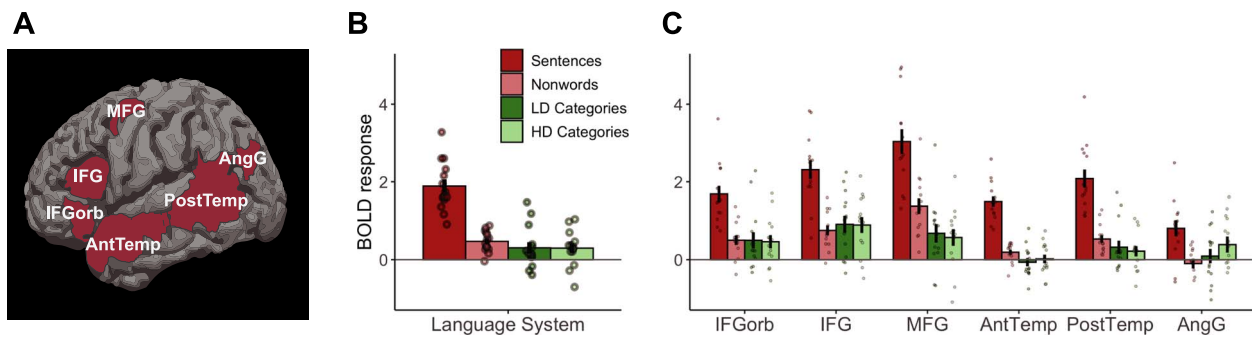 A
MFG
AngG
IFG
PostTemp
IFGorb
AntTemp
B
Sentences
Nonwords
LD Categories
HD Categories
BOLD response
4
2
0
Language System
C
4
2
0
IFGorb IFG MFG AntTemp PostTemp AngG